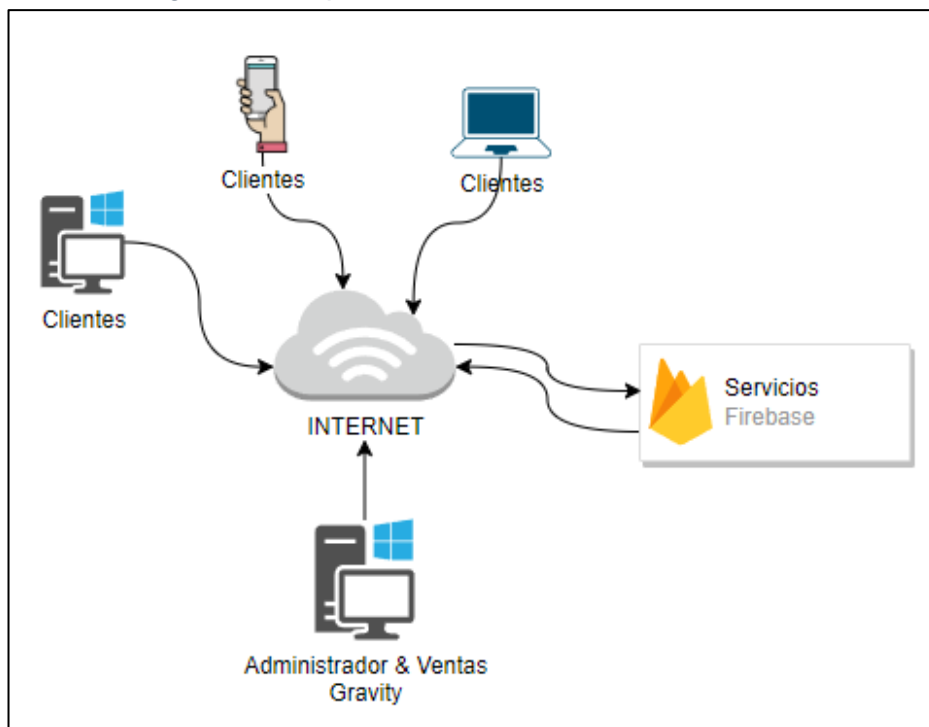 Clientes
Clientes
Clientes
INTERNET
Servicios
Firebase
Administrador & Ventas
Gravity